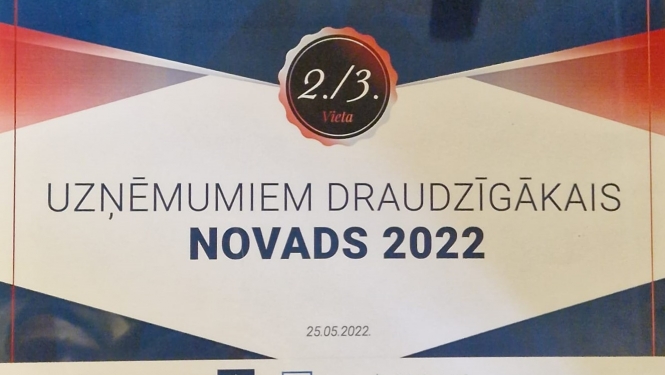 2./3.
Vieta
UZŅĒMUMIEM DRAUDZĪGĀKAIS
NOVADS 2022
25.05.2022.